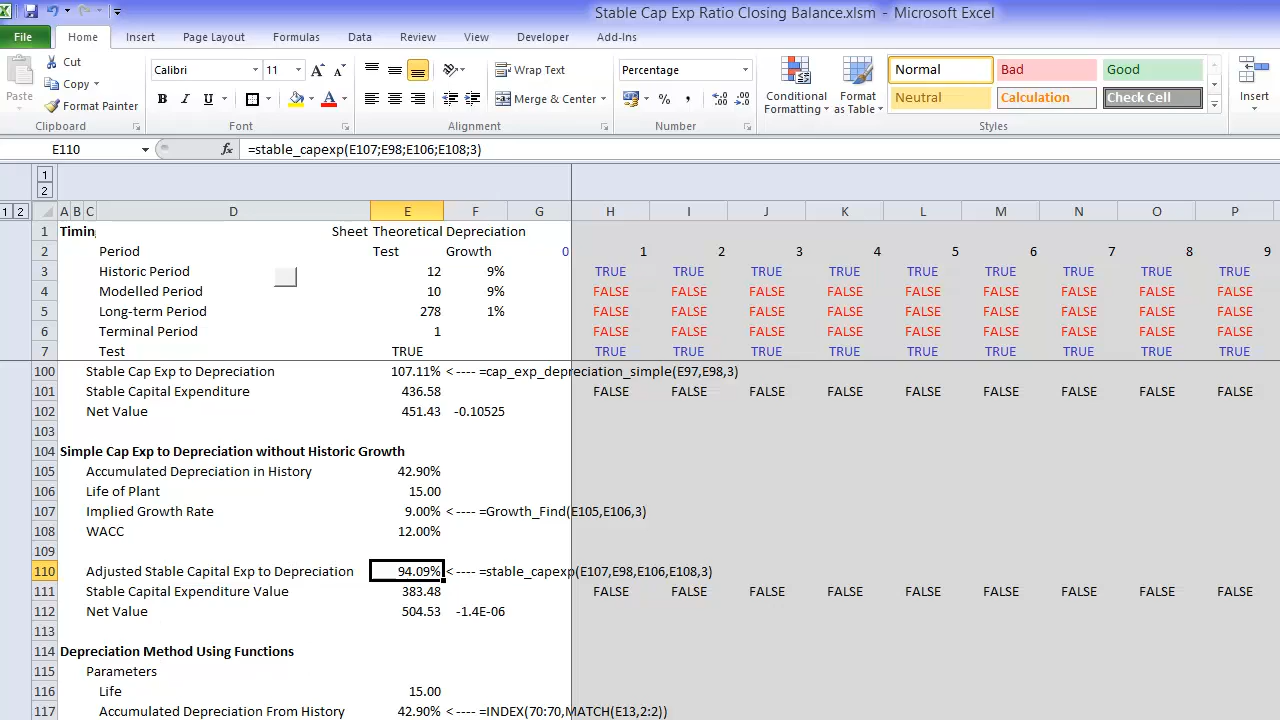 Stable Cap Exp Ratio Closing Balance.xlsm - Microsoft Excel
File Home Insert Page Layout Formulas Data Review View Developer Add-Ins
Cut Calibri 11 Wrap Text Percentage Normal Bad Good
Paste Copy Conditional Formatting Format as Table Insert
Format Painter B I U A Merge & Center % , Neutral Calculation Check Cell
Clipboard Font Alignment Number Styles
E110 fx =stable_capexp(E107;E98;E106;E108;3)
1
2
1 2 A B C D E F G H I J K L M N O P
1 Timin Sheet Theoretical Depreciation
2 Period Test Growth 0 1 2 3 4 5 6 7 8 9
3 Historic Period 12 9% TRUE TRUE TRUE TRUE TRUE TRUE TRUE TRUE TRUE
4 Modelled Period 10 9% FALSE FALSE FALSE FALSE FALSE FALSE FALSE FALSE FALSE
5 Long-term Period 278 1% FALSE FALSE FALSE FALSE FALSE FALSE FALSE FALSE FALSE
6 Terminal Period 1 FALSE FALSE FALSE FALSE FALSE FALSE FALSE FALSE FALSE
7 Test TRUE TRUE TRUE TRUE TRUE TRUE TRUE TRUE TRUE TRUE
100 Stable Cap Exp to Depreciation 107.11% < ---- =cap_exp_depreciation_simple(E97,E98,3)
101 Stable Capital Expenditure 436.58 FALSE FALSE FALSE FALSE FALSE FALSE FALSE FALSE FALSE
102 Net Value 451.43 -0.10525
103
104 Simple Cap Exp to Depreciation without Historic Growth
105 Accumulated Depreciation in History 42.90%
106 Life of Plant 15.00
107 Implied Growth Rate 9.00% < ---- =Growth_Find(E105,E106,3)
108 WACC 12.00%
109
110 Adjusted Stable Capital Exp to Depreciation 94.09% < ---- =stable_capexp(E107,E98,E106,E108,3)
111 Stable Capital Expenditure Value 383.48 FALSE FALSE FALSE FALSE FALSE FALSE FALSE FALSE FALSE
112 Net Value 504.53 -1.4E-06
113
114 Depreciation Method Using Functions
115 Parameters
116 Life 15.00
117 Accumulated Depreciation From History 42.90% < ---- =INDEX(70:70,MATCH(E13,2:2))